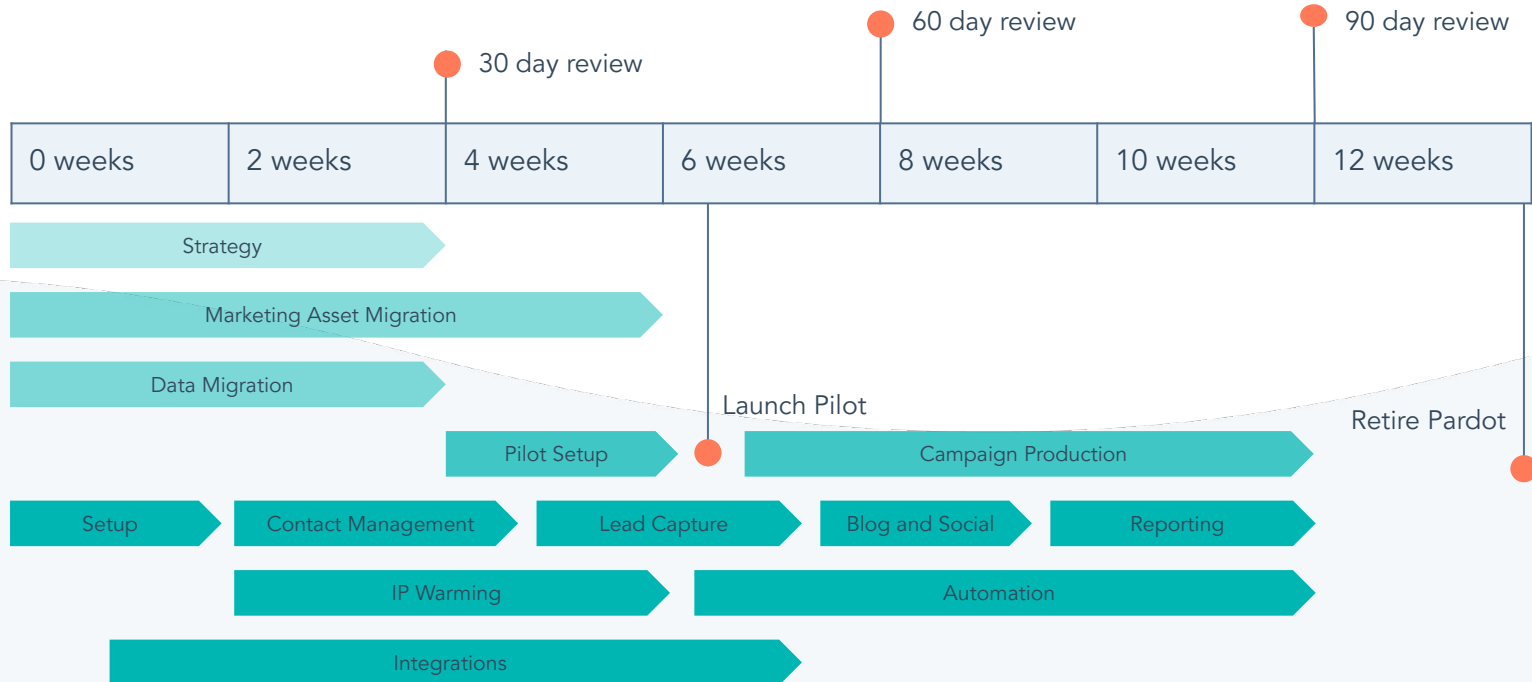 60 day review
90 day review
30 day review
0 weeks
2 weeks
4 weeks
6 weeks
8 weeks
10 weeks
12 weeks
Strategy
Marketing Asset Migration
Data Migration
Launch Pilot
Retire Pardot
Pilot Setup
Campaign Production
Setup
Contact Management
Lead Capture
Blog and Social
Reporting
IP Warming
Automation
Integrations